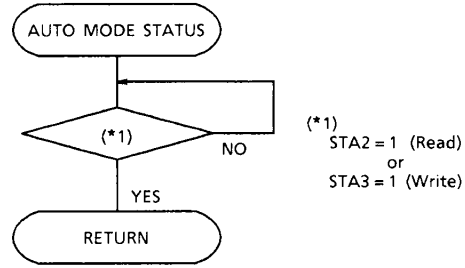 AUTO MODE STATUS
(*1)
NO
YES
RETURN
(*1)
STA2 = 1 (Read)
or
STA3 = 1 (Write)